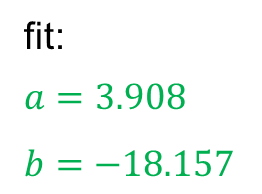 fit:
a = 3.908
b = −18.157